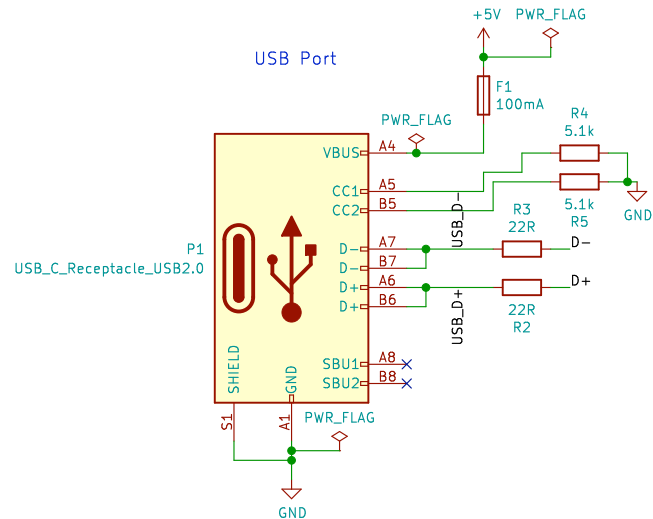 +5V
PWR_FLAG
USB Port
F1
100mA
PWR_FLAG
R4
5.1k
VBUS
A4
CC1
A5
CC2
B5
5.1k
R5
GND
USB_D-
R3
22R
P1
USB_C_Receptacle_USB2.0
D-
A7
D-
D-
B7
D+
A6
D+
D+
B6
USB_D+
22R
R2
SBU1
A8
SBU2
B8
SHIELD
GND
S1
A1
PWR_FLAG
GND